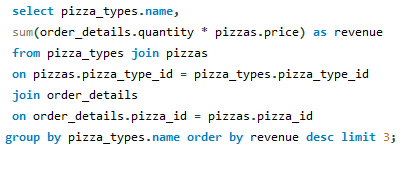 select pizza_types.name,
sum(order_details.quantity * pizzas.price) as revenue
from pizza_types join pizzas
on pizzas.pizza_type_id = pizza_types.pizza_type_id
join order_details
on order_details.pizza_id = pizzas.pizza_id
group by pizza_types.name order by revenue desc limit 3;